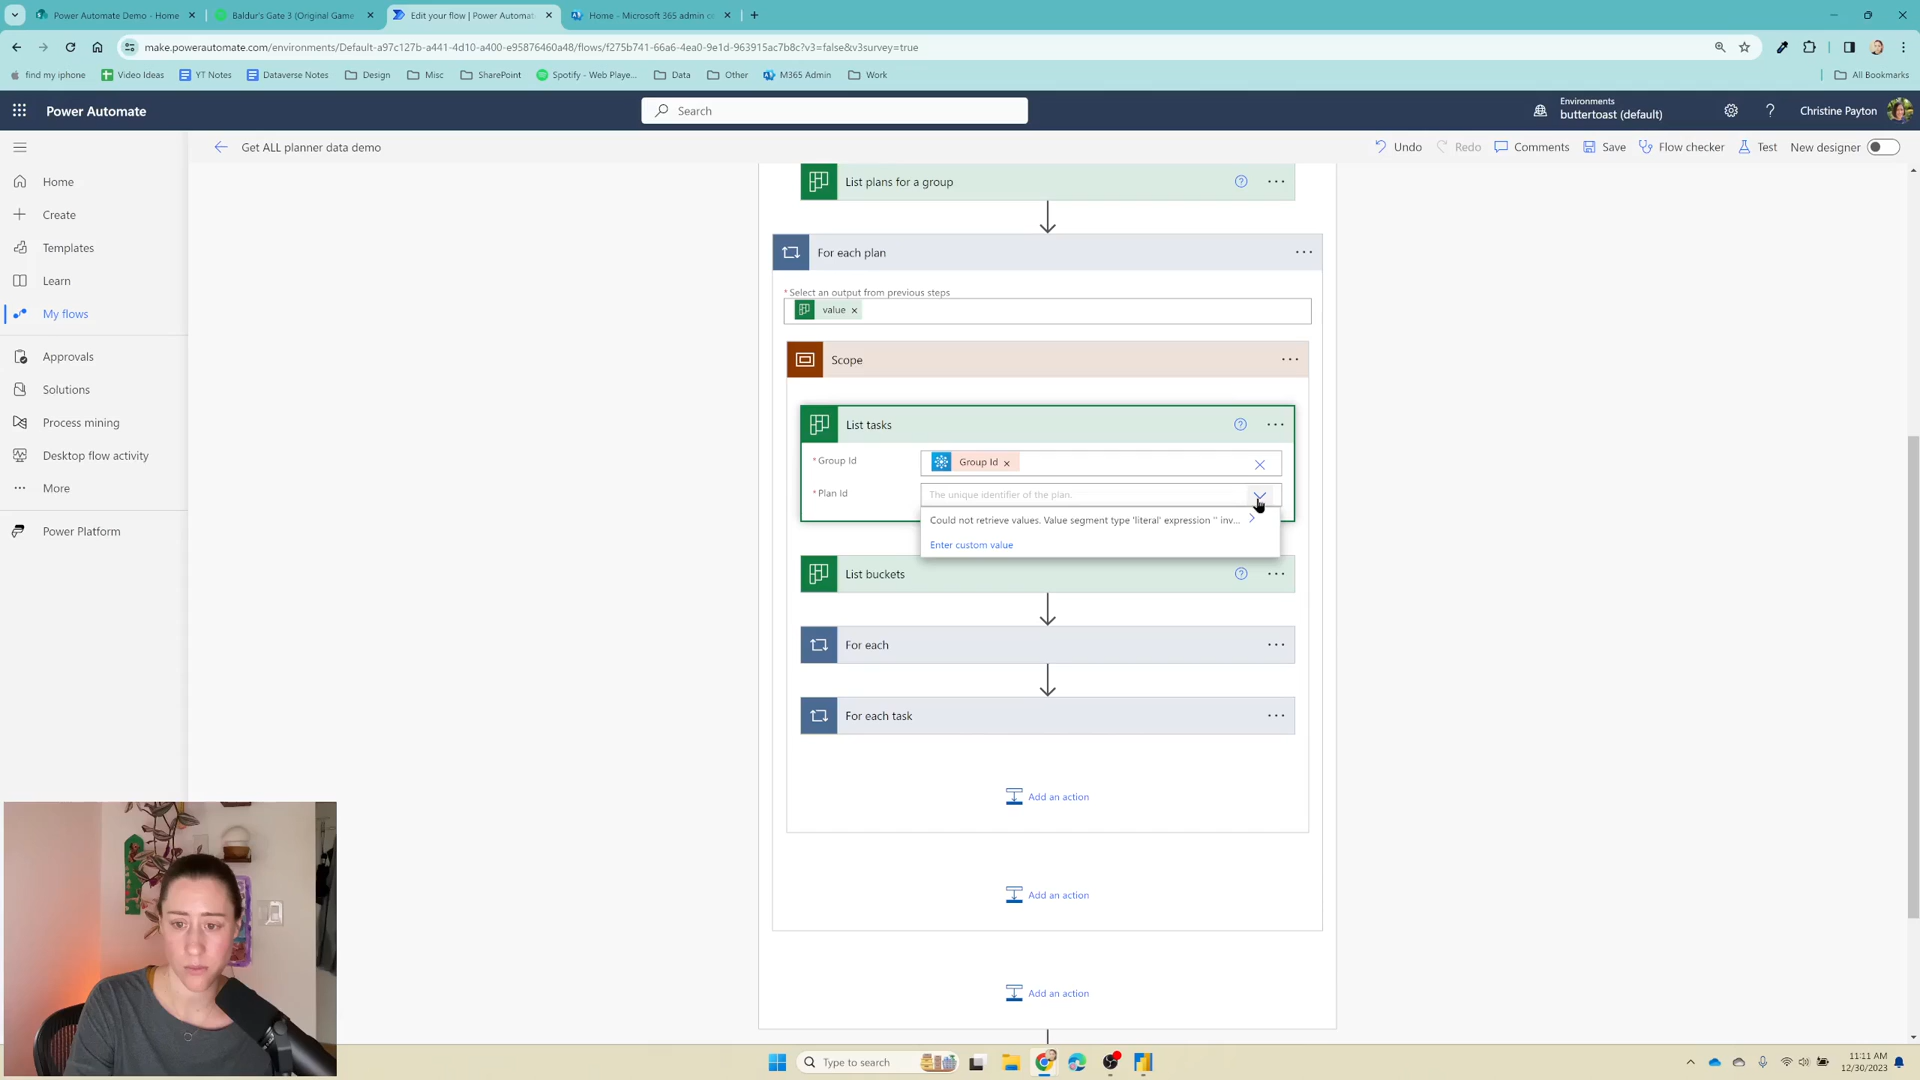 Power Automate Demo - Home
Baldur's Gate 3 (Original Game
Edit your flow | Power Automate
Home - Microsoft 365 admin c
make.powerautomate.com/environments/Default-a97c127b-a441-4d10-a400-e95876460a48/flows/f275b741-66a6-4ea0-9e1d-963915ac7b8c?v3=false&v3survey=true
find my iphone
Video Ideas
YT Notes
Dataverse Notes
Design
Misc
SharePoint
Spotify - Web Playe...
Data
Other
M365 Admin
Work
All Bookmarks
Power Automate
Search
Environments
buttertoast (default)
Christine Payton
Get ALL planner data demo
Undo
Redo
Comments
Save
Flow checker
Test
New designer
Home
Create
Templates
Learn
My flows
Approvals
Solutions
Process mining
Desktop flow activity
More
Power Platform
List plans for a group
For each plan
* Select an output from previous steps
value
Scope
List tasks
* Group Id
Group Id
* Plan Id
The unique identifier of the plan.
Could not retrieve values. Value segment type 'literal' expression '' inv...
Enter custom value
List buckets
For each
For each task
Add an action
Add an action
Add an action
Type to search
11:11 AM
12/30/2023